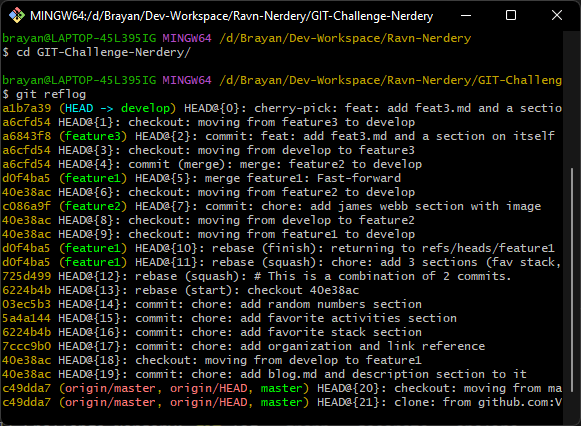 MINGW64:/d/Brayan/Dev-Workspace/Ravn-Nerdery/GIT-Challenge-Nerdery
brayan@LAPTOP-45L395IG MINGW64 /d/Brayan/Dev-Workspace/Ravn-Nerdery
$ cd GIT-Challenge-Nerdery/
brayan@LAPTOP-45L395IG MINGW64 /d/Brayan/Dev-Workspace/Ravn-Nerdery/GIT-Challeng
$ git reflog
a1b7a39 (HEAD -> develop) HEAD@{0}: cherry-pick: feat: add feat3.md and a sectio
a6cfd54 HEAD@{1}: checkout: moving from feature3 to develop
a6843f8 (feature3) HEAD@{2}: commit: feat: add feat3.md and a section on itself
a6cfd54 HEAD@{3}: checkout: moving from develop to feature3
a6cfd54 HEAD@{4}: commit (merge): merge: feature2 to develop
d0f4ba5 (feature1) HEAD@{5}: merge feature1: Fast-forward
40e38ac HEAD@{6}: checkout: moving from feature2 to develop
c086a9f (feature2) HEAD@{7}: commit: chore: add james webb section with image
40e38ac HEAD@{8}: checkout: moving from develop to feature2
40e38ac HEAD@{9}: checkout: moving from feature1 to develop
d0f4ba5 (feature1) HEAD@{10}: rebase (finish): returning to refs/heads/feature1
d0f4ba5 (feature1) HEAD@{11}: rebase (squash): chore: add 3 sections (fav stack,
725d499 HEAD@{12}: rebase (squash): # This is a combination of 2 commits.
6224b4b HEAD@{13}: rebase (start): checkout 40e38ac
03ec5b3 HEAD@{14}: commit: chore: add random numbers section
5a4a144 HEAD@{15}: commit: chore: add favorite activities section
6224b4b HEAD@{16}: commit: chore: add favorite stack section
7ccc9b0 HEAD@{17}: commit: chore: add organization and link reference
40e38ac HEAD@{18}: checkout: moving from develop to feature1
40e38ac HEAD@{19}: commit: chore: add blog.md and description section to it
c49dda7 (origin/master, origin/HEAD, master) HEAD@{20}: checkout: moving from ma
c49dda7 (origin/master, origin/HEAD, master) HEAD@{21}: clone: from github.com:V